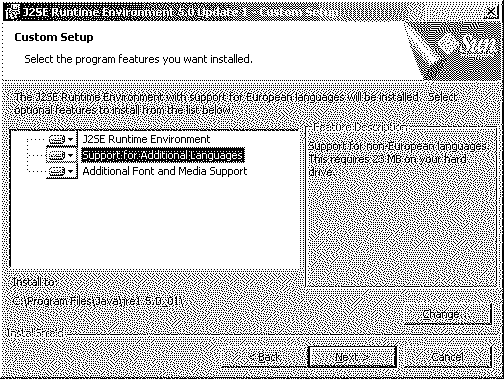 J2SE Runtime Environment 5.0 Update 1 - Custom Setup
Custom Setup
Select the program features you want installed.
Sun
The J2SE Runtime Environment with support for European languages will be installed. Select
optional features to install from the list below.
J2SE Runtime Environment
Support for Additional Languages
Additional Font and Media Support
Feature Description
Support for non-European languages.
This requires 23 MB on your hard
drive.
Install to:
C:\Program Files\Java\jre1.5.0_01\
Change...
InstallShield
< Back
Next >
Cancel